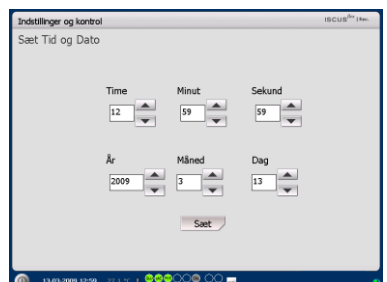 Indstillinger og kontrol
ISCUS
Sæt Tid og Dato
Time Minut Sekund
12 59 59
År Måned Dag
2009 3 13
Sæt
13-03-2009 12:59